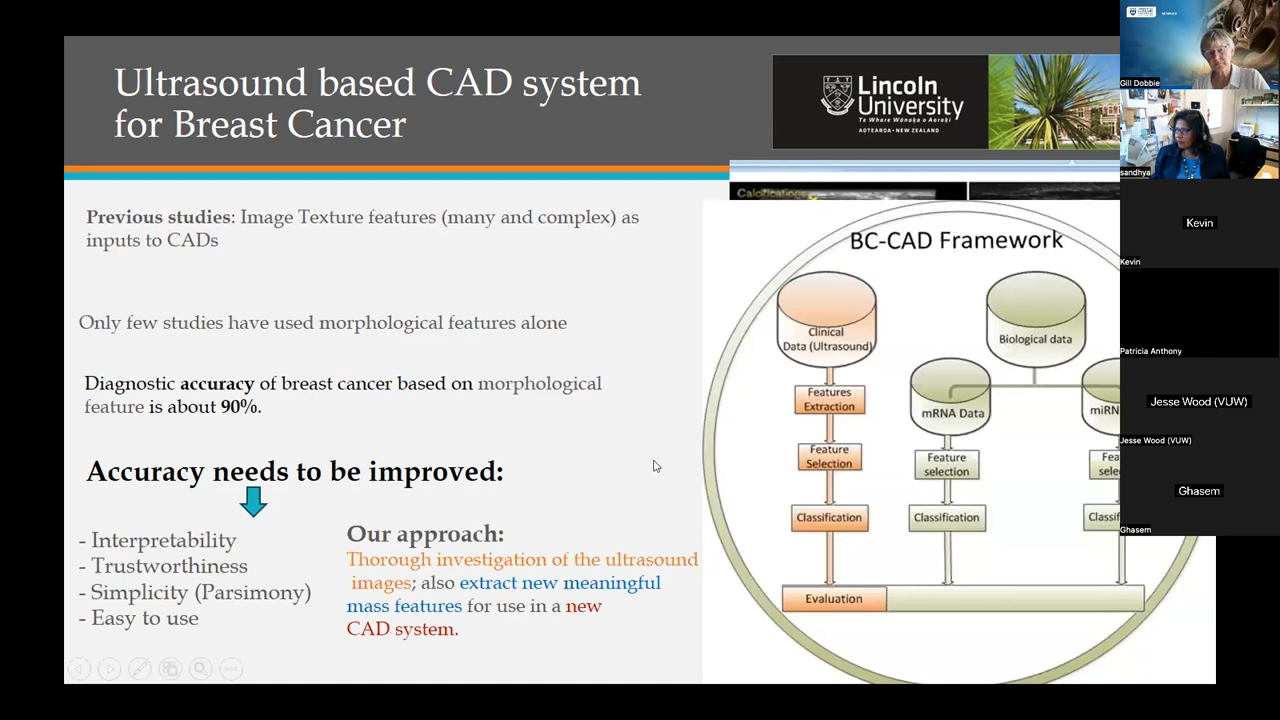 Ultrasound based CAD system
for Breast Cancer
Lincoln
University
Te Whare Wānaka o Aoraki
AOTEAROA • NEW ZEALAND
Previous studies: Image Texture features (many and complex) as
inputs to CADs
Only few studies have used morphological features alone
Diagnostic accuracy of breast cancer based on morphological
feature is about 90%.
Accuracy needs to be improved:
- Interpretability
- Trustworthiness
- Simplicity (Parsimony)
- Easy to use
Our approach:
Thorough investigation of the ultrasound
images; also extract new meaningful
mass features for use in a new
CAD system.
Calcifications
BC-CAD Framework
Clinical
Data (Ultrasound)
Biological data
Features
Extraction
mRNA Data
miRN
Feature
Selection
Feature
selection
Fea
sele
Classification
Classification
Classif
Evaluation
SCIENCE
Gill Dobbie
sandhya
Kevin
Kevin
Patricia Anthony
Jesse Wood (VUW)
Jesse Wood (VUW)
Ghasem
Ghasem